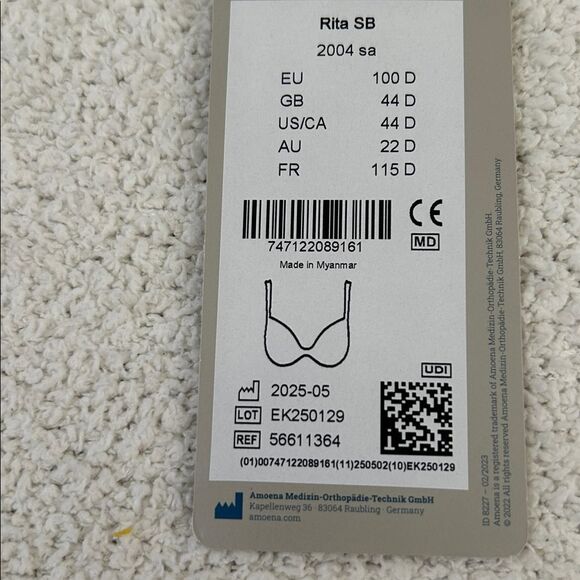 Rita SB
2004 sa
EU 100 D
GB 44 D
US/CA 44 D
AU 22 D
FR 115 D
CE
747122089161
MD
Made in Myanmar
UDI
2025-05
LOT EK250129
REF 56611364
(01)00747122089161(11)250502(10)EK250129
Amoena Medizin-Orthopädie-Technik GmbH
Kapellenweg 36 · 83064 Raubling · Germany
amoena.com
ID 8227 – 02/2023
Amoena is a registered trademark of Amoena Medizin-Orthopädie-Technik GmbH.
© 2022 All rights reserved Amoena Medizin-Orthopädie-Technik GmbH, 83064 Raubling, Germany